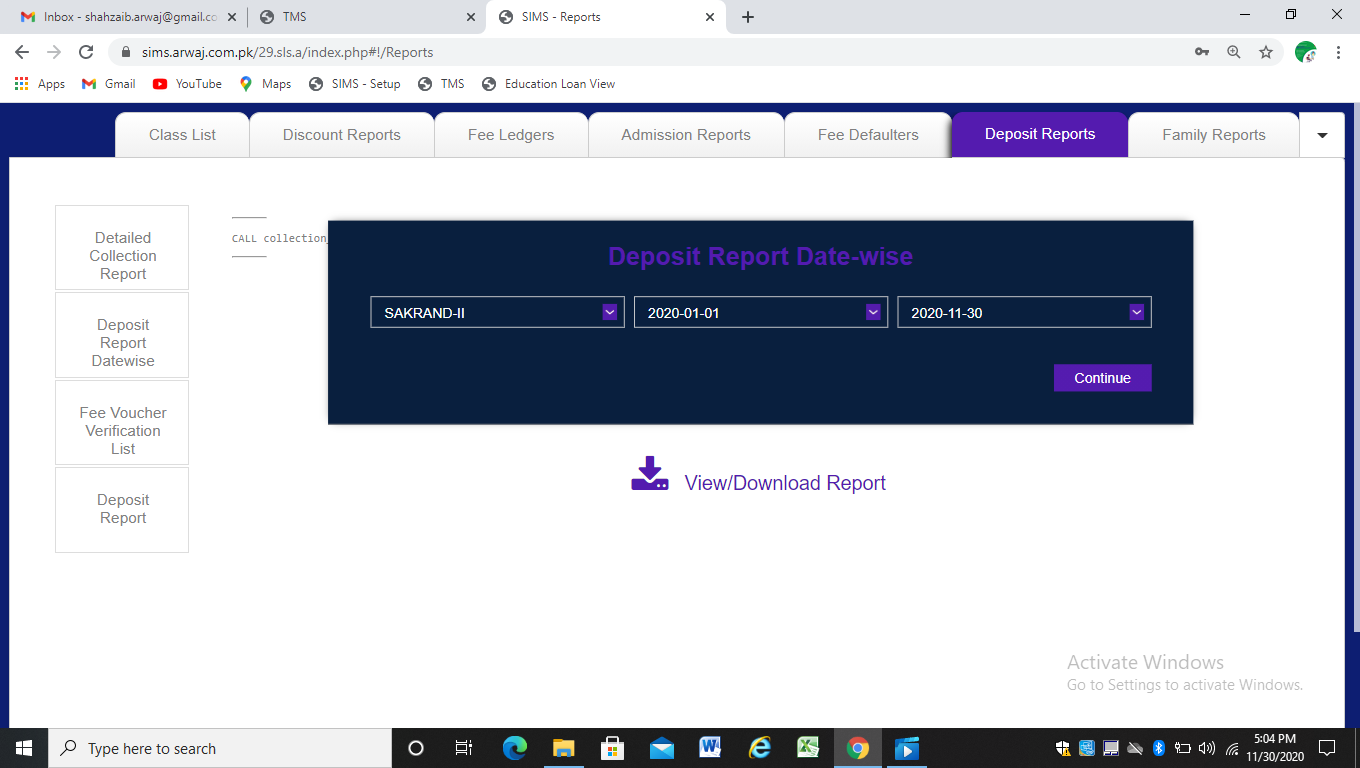 Inbox - shahzaib.arwaj@gmail.co
TMS
SIMS - Reports
sims.arwaj.com.pk/29.sls.a/index.php#!/Reports
Apps
Gmail
YouTube
Maps
SIMS - Setup
TMS
Education Loan View
Class List
Discount Reports
Fee Ledgers
Admission Reports
Fee Defaulters
Deposit Reports
Family Reports
Detailed
Collection
Report
Deposit
Report
Datewise
Fee Voucher
Verification
List
Deposit
Report
CALL collection
Deposit Report Date-wise
SAKRAND-II
2020-01-01
2020-11-30
Continue
View/Download Report
Activate Windows
Go to Settings to activate Windows.
Type here to search
5:04 PM
11/30/2020